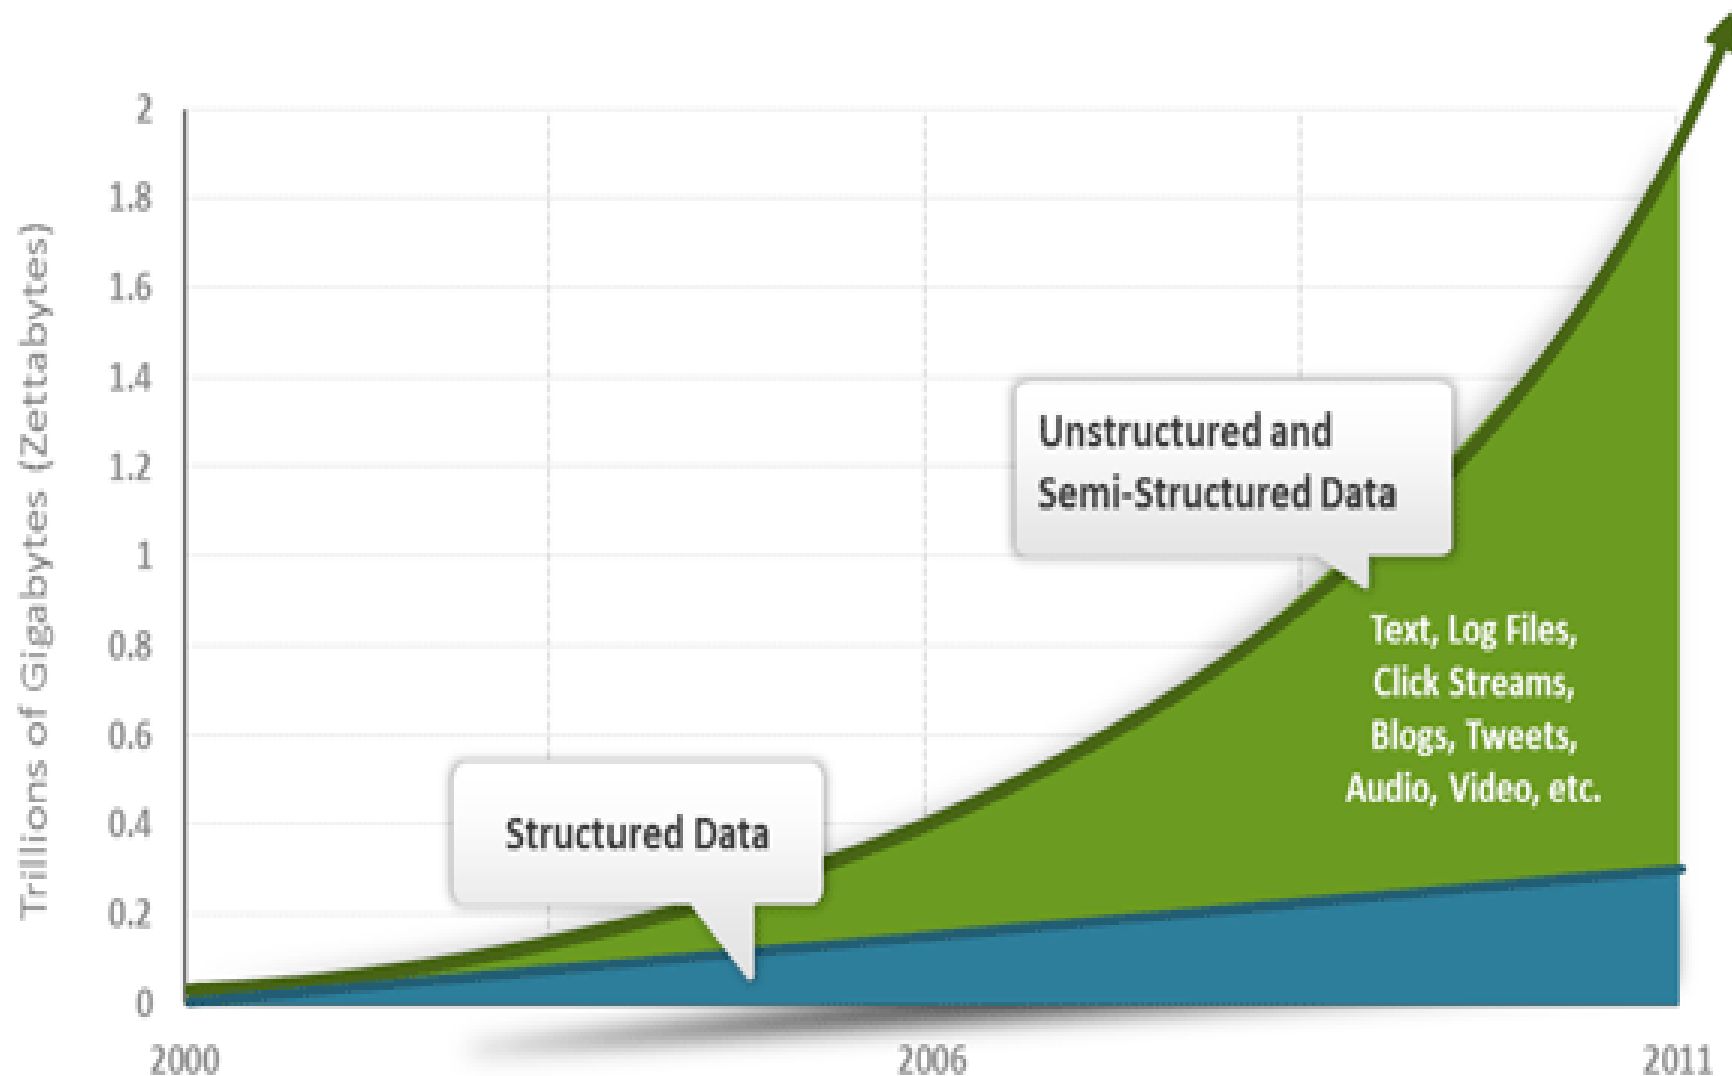 Trillions of Gigabytes (Zettabytes)
2
1.8
1.6
1.4
1.2
1
0.8
0.6
0.4
0.2
0
Unstructured and
Semi-Structured Data
Text, Log Files,
Click Streams,
Blogs, Tweets,
Audio, Video, etc.
Structured Data
2000
2006
2011